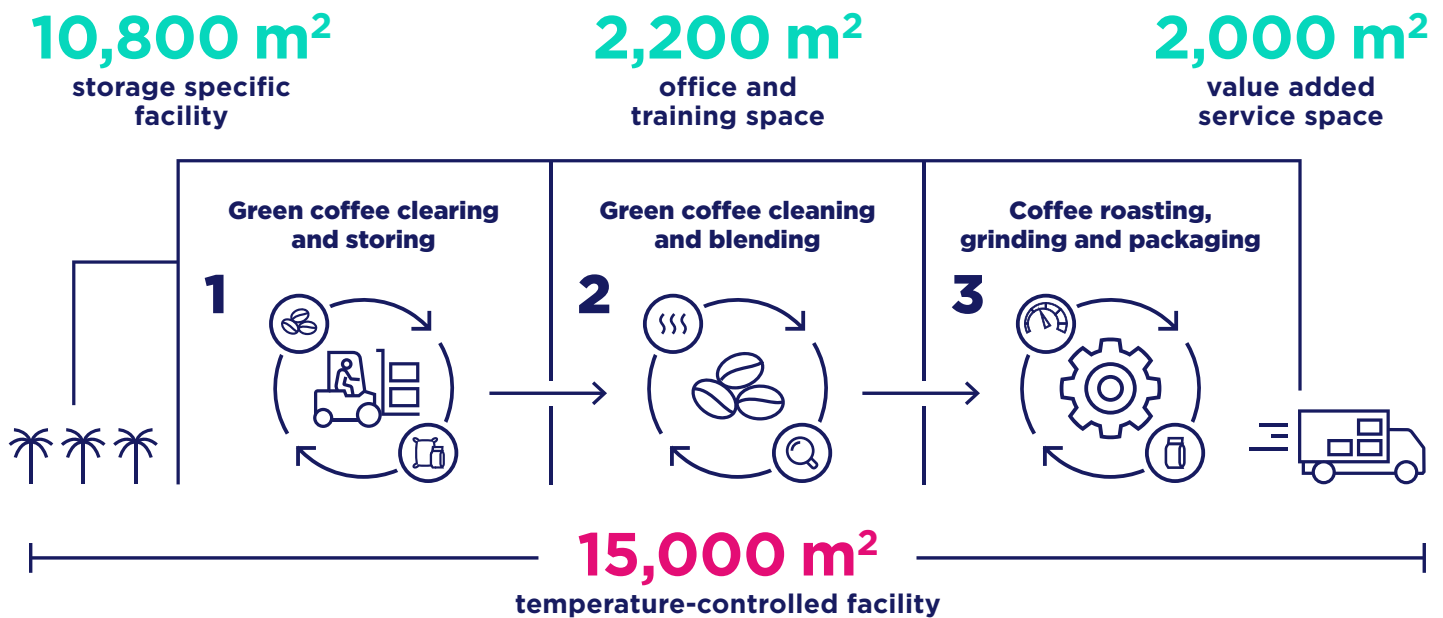 10,800 m²
storage specific
facility
2,200 m²
office and
training space
2,000 m²
value added
service space
Green coffee clearing
and storing
1
Green coffee cleaning
and blending
2
Coffee roasting,
grinding and packaging
3
15,000 m²
temperature-controlled facility